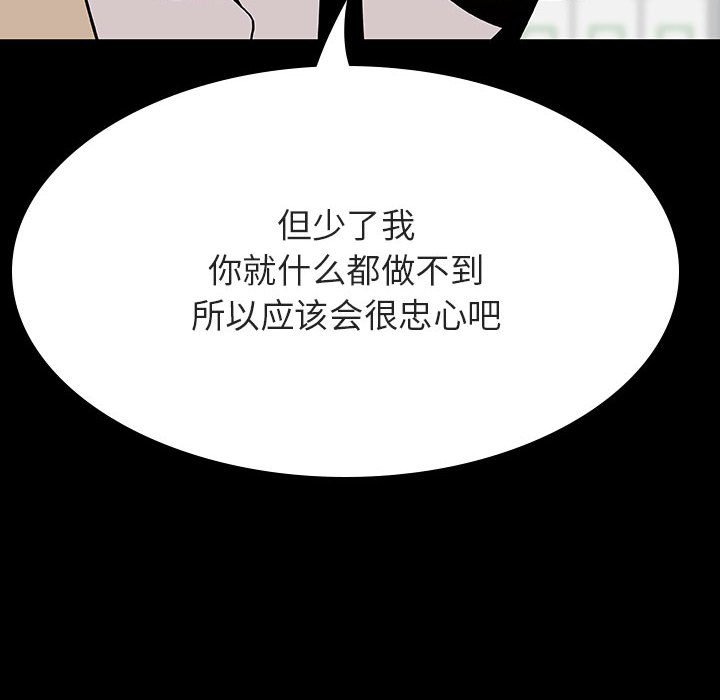 但少了我
你就什么都做不到
所以应该会很忠心吧